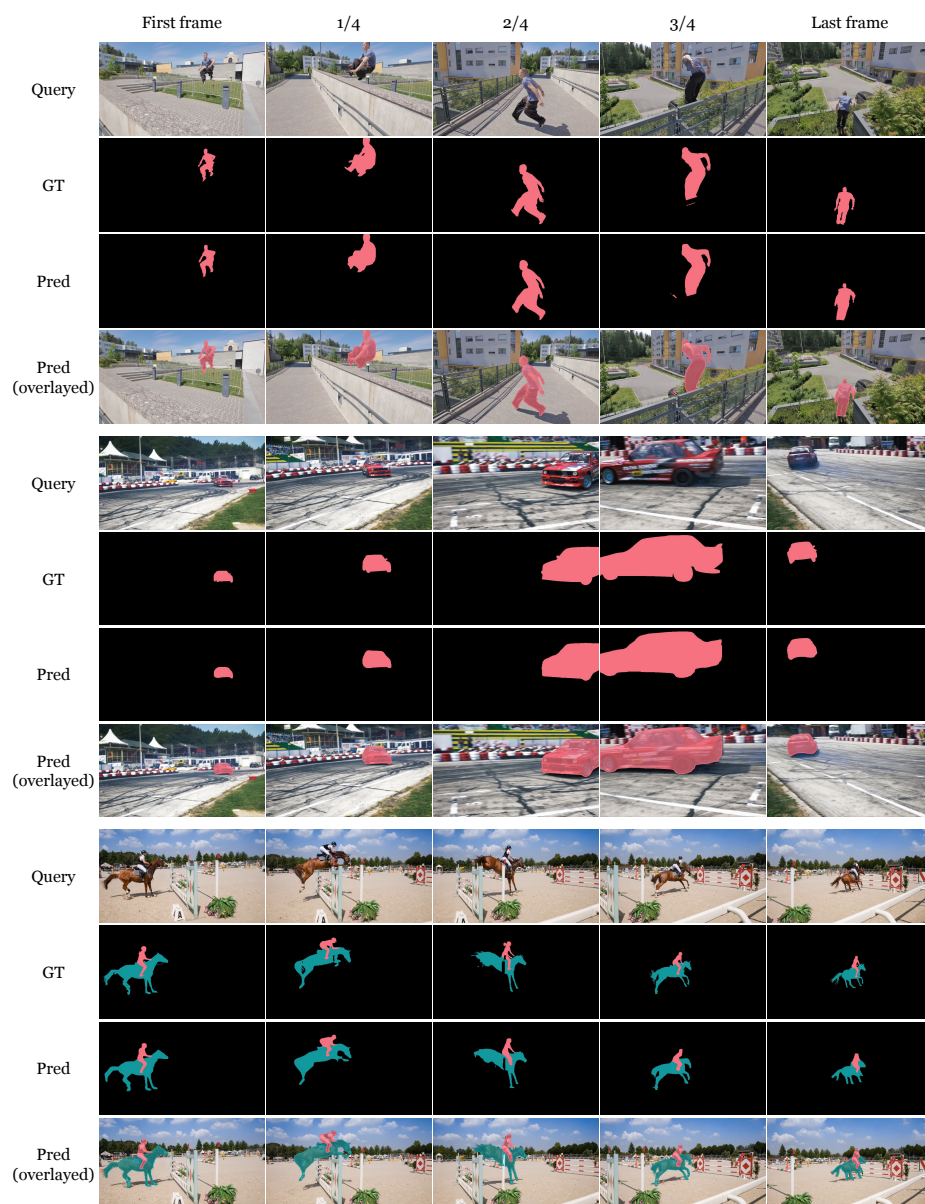 First frame 1/4 2/4 3/4 Last frame
Query
GT
Pred
Pred
(overlayed)
Query
GT
Pred
Pred
(overlayed)
Query
GT
Pred
Pred
(overlayed)